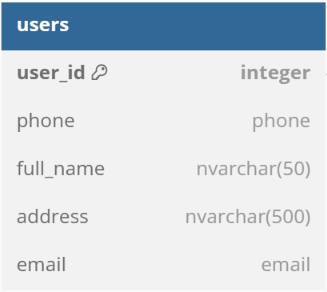 users
user_id integer
phone phone
full_name nvarchar(50)
address nvarchar(500)
email email